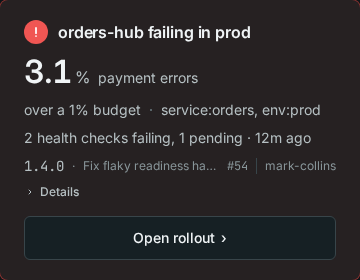 ! orders-hub failing in prod
3.1 % payment errors
over a 1% budget · service:orders, env:prod
2 health checks failing, 1 pending · 12m ago
1.4.0 · Fix flaky readiness ha... #54 mark-collins
› Details
Open rollout ›